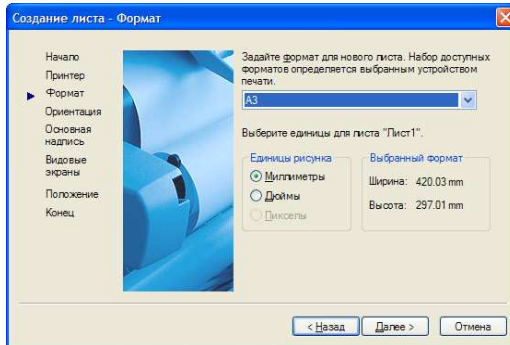 Создание листа - Формат
Начало
Принтер
Формат
Ориентация
Основная
надпись
Видовые
экраны
Положение
Конец
Задайте формат для нового листа. Набор доступных
форматов определяется выбранным устройством
печати.
A3
Выберите единицы для листа "Лист1".
Единицы рисунка
Миллиметры
Дюймы
Пикселы
Выбранный формат
Ширина: 420.03 mm
Высота: 297.01 mm
< Назад
Далее >
Отмена